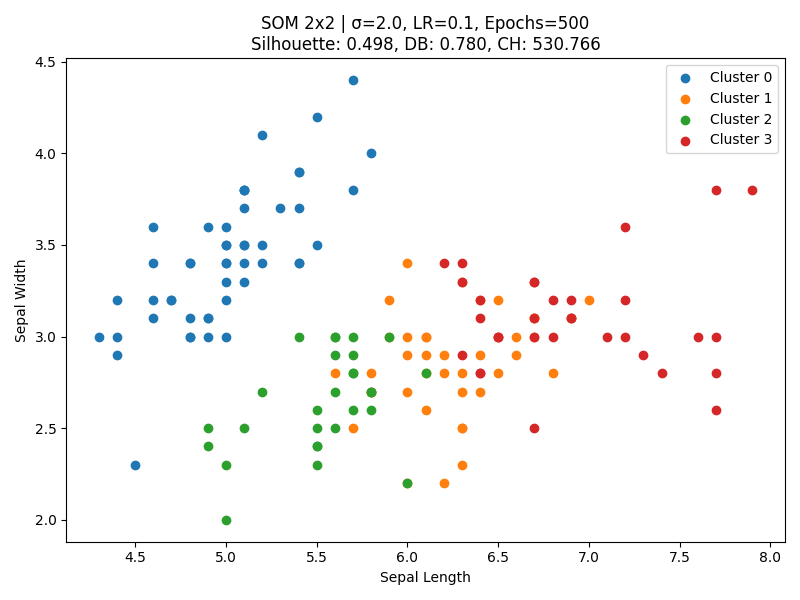 SOM 2x2 | σ=2.0, LR=0.1, Epochs=500
Silhouette: 0.498, DB: 0.780, CH: 530.766
Cluster 0
Cluster 1
Cluster 2
Cluster 3
4.5
4.0
3.5
3.0
2.5
2.0
Sepal Width
4.5 5.0 5.5 6.0 6.5 7.0 7.5 8.0
Sepal Length